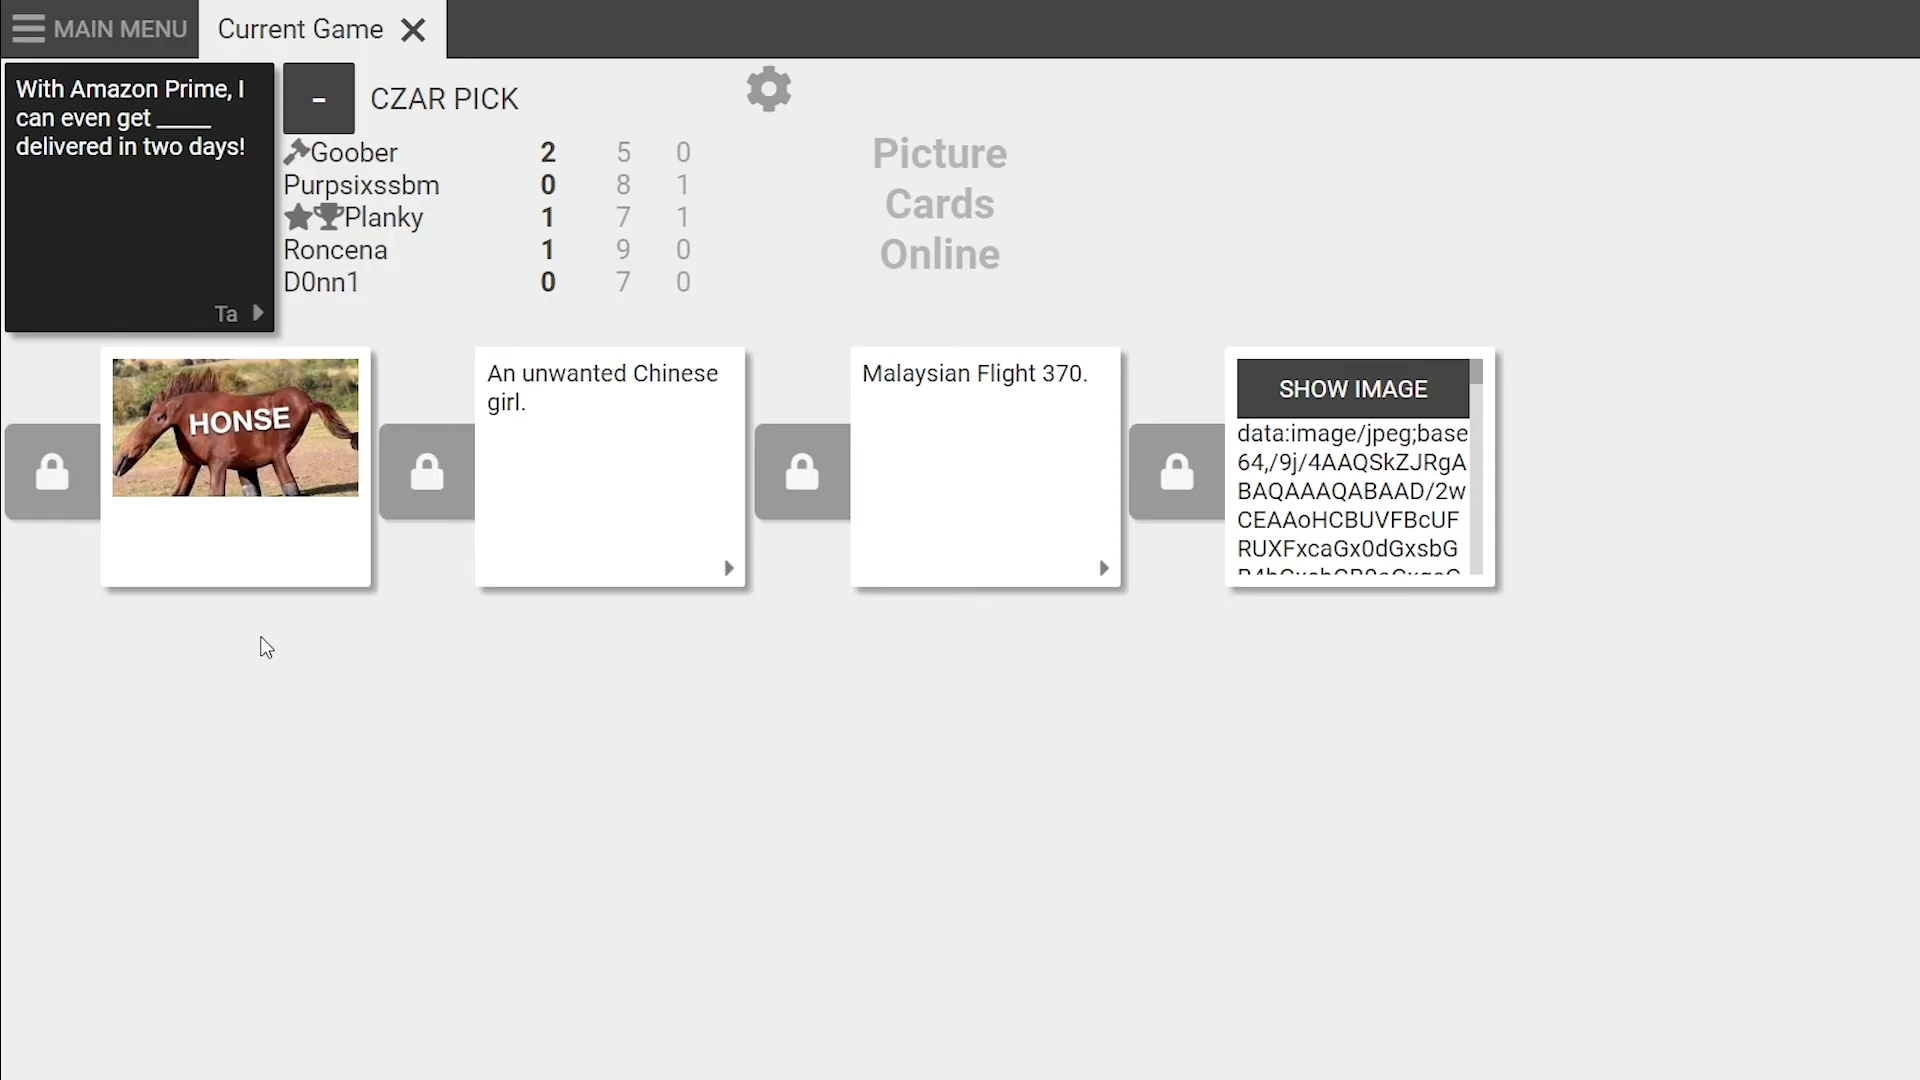 MAIN MENU
Current Game
With Amazon Prime, I
can even get _____
delivered in two days!
Ta
-
CZAR PICK
Goober 2 5 0
Purpsixssbm 0 8 1
Planky 1 7 1
Roncena 1 9 0
D0nn1 0 7 0
Picture
Cards
Online
HONSE
An unwanted Chinese
girl.
Malaysian Flight 370.
SHOW IMAGE
data:image/jpeg;base
64,/9j/4AAQSkZJRgA
BAQAAAQABAAD/2w
CEAAoHCBUVFBcUF
RUXFxcaGx0dGxsbG